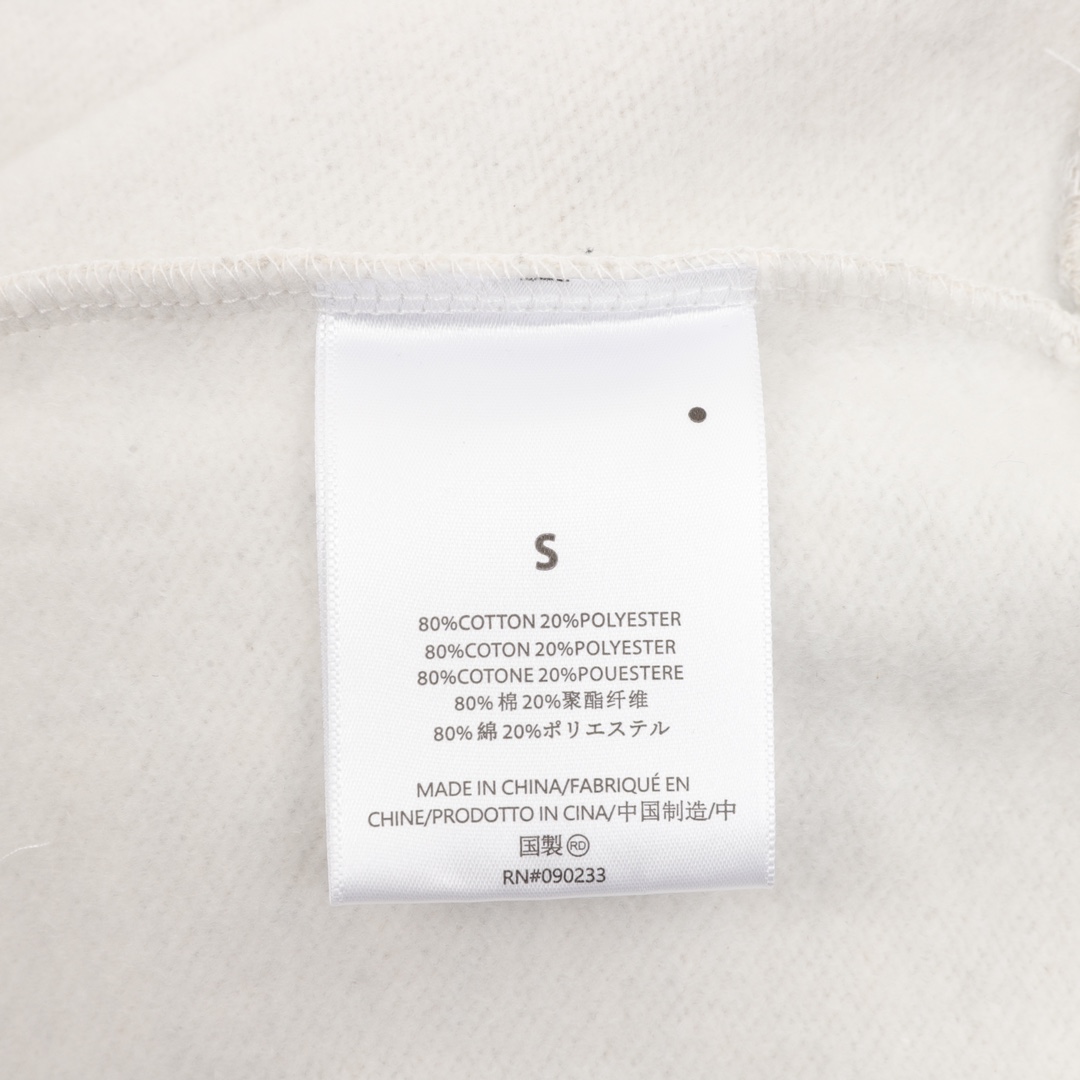 S
80%COTTON 20%POLYESTER
80%COTON 20%POLYESTER
80%COTONE 20%POUESTERE
80% 棉 20%聚酯纤维
80% 綿 20%ポリエステル
MADE IN CHINA/FABRIQUÉ EN
CHINE/PRODOTTO IN CINA/中国制造/中
国製 RD
RN#090233